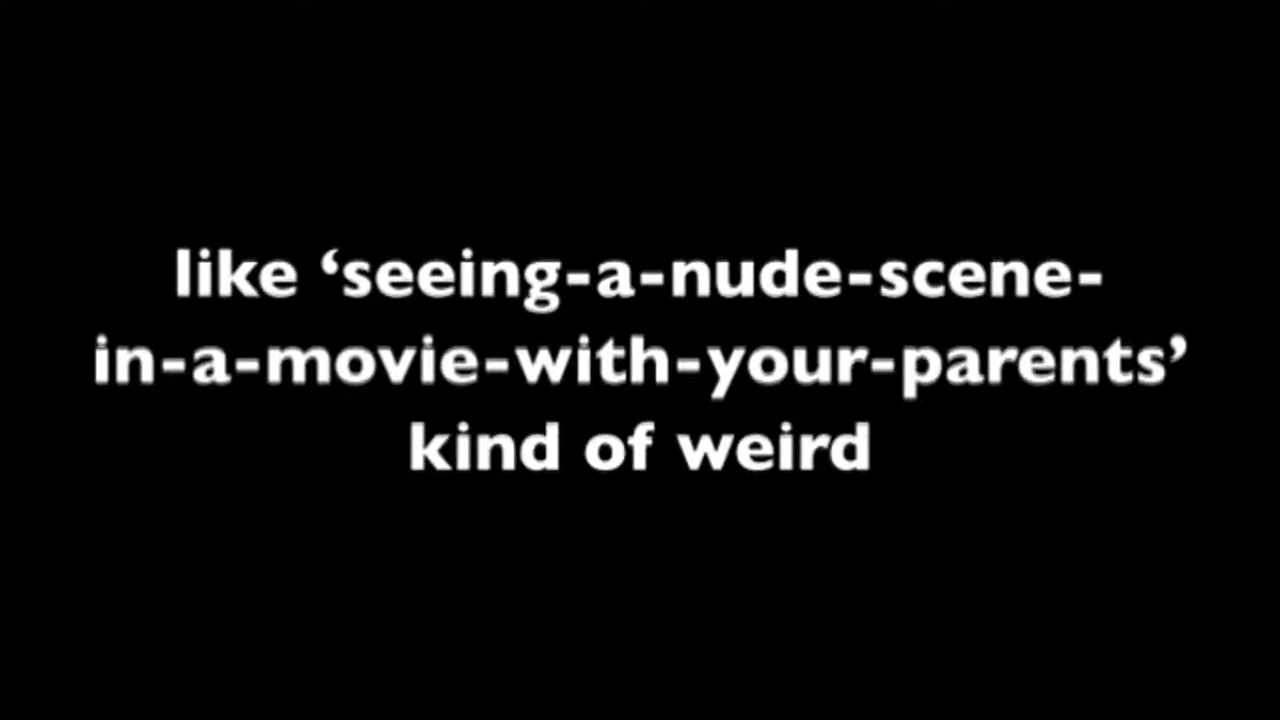 like ‘seeing-a-nude-scene-
in-a-movie-with-your-parents’
kind of weird